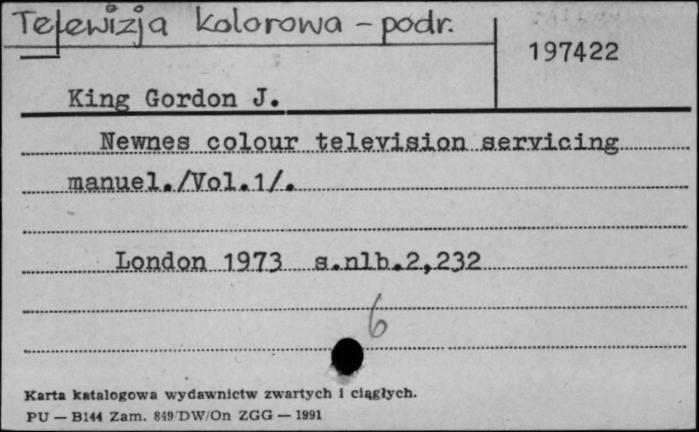 Telewizja kolorowa - podr.
197422
King Gordon J.
Newnes colour television servicing
manuel./Vol.1/.
London 1973 s.nlb.2,232
6
Karta katalogowa wydawnictw zwartych i ciągłych.
PU — B144 Zam. 849/DW/On ZGG — 1991